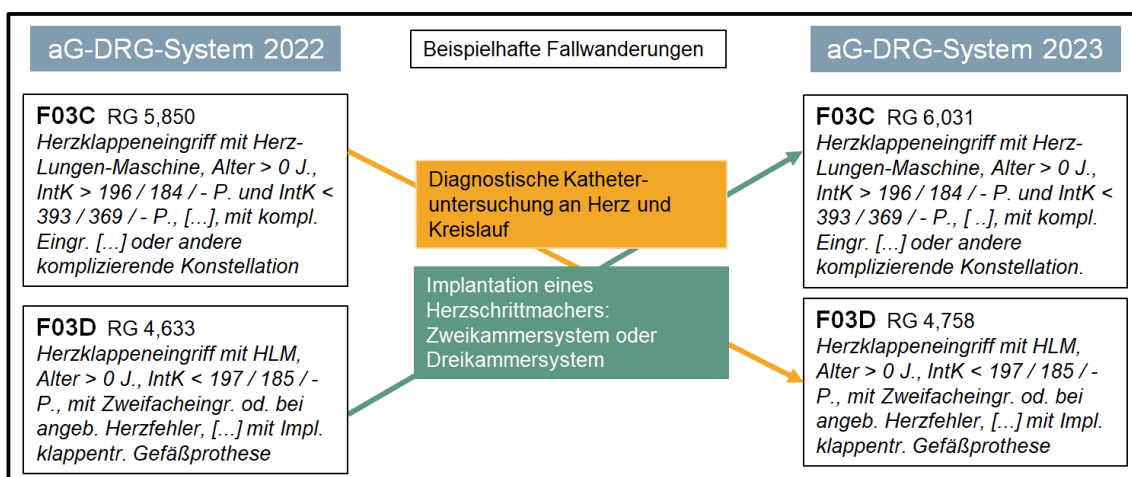 aG-DRG-System 2022
Beispielhafte Fallwanderungen
aG-DRG-System 2023
F03C RG 5,850
Herzklappeneingriff mit Herz-
Lungen-Maschine, Alter > 0 J.,
IntK > 196 / 184 / - P. und IntK <
393 / 369 / - P., [...], mit kompl.
Eingr. [...] oder andere
komplizierende Konstellation
F03D RG 4,633
Herzklappeneingriff mit HLM,
Alter > 0 J., IntK < 197 / 185 / -
P., mit Zweifacheingr. od. bei
angeb. Herzfehler, [...] mit Impl.
klappentr. Gefäßprothese
Diagnostische Katheter-
untersuchung an Herz und
Kreislauf
Implantation eines
Herzschrittmachers:
Zweikammersystem oder
Dreikammersystem
F03C RG 6,031
Herzklappeneingriff mit Herz-
Lungen-Maschine, Alter > 0 J.,
IntK > 196 / 184 / - P. und IntK <
393 / 369 / - P., [ ..], mit kompl.
Eingr. [...] oder andere
komplizierende Konstellation.
F03D RG 4,758
Herzklappeneingriff mit HLM,
Alter > 0 J., IntK < 197 / 185 / -
P., mit Zweifacheingr. od. bei
angeb. Herzfehler, [...] mit Impl.
klappentr. Gefäßprothese